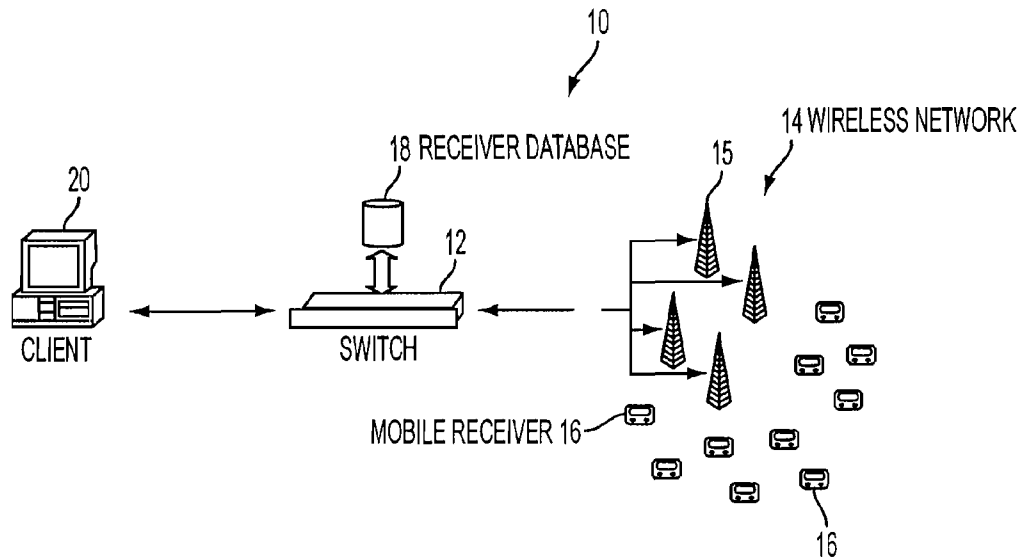 10
14 WIRELESS NETWORK
18 RECEIVER DATABASE
15
20
12
CLIENT
SWITCH
MOBILE RECEIVER 16
16